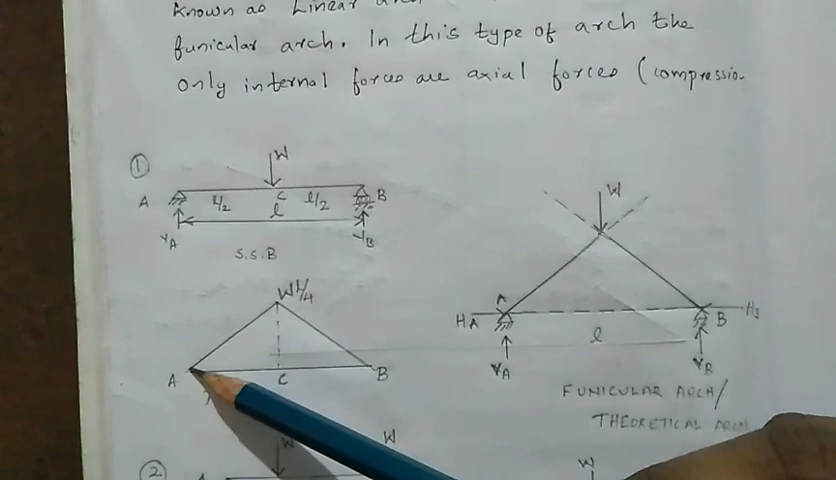 known as Linear
funicular arch. In this type of arch the
only internal forces are axial forces (compressio
①
W
A l/2 C l/2 B
l
VA VB
S.S.B
Wl/4
A C B
W
A
HA B
l
VA VB
FUNICULAR ARCH/
THEORETICAL ARCH
②
W W W
A